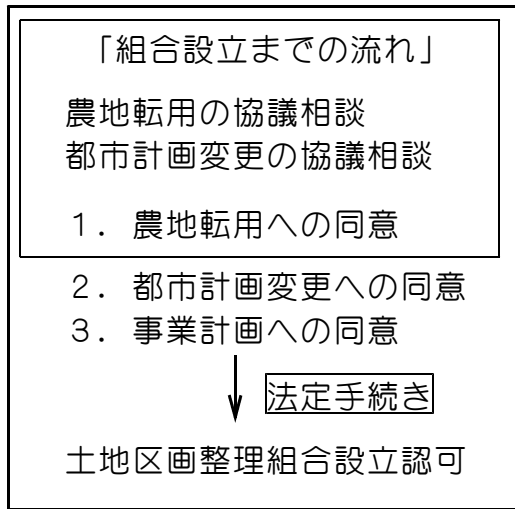 「組合設立までの流れ」
農地転用の協議相談
都市計画変更の協議相談
１．農地転用への同意
２．都市計画変更への同意
３．事業計画への同意
法定手続き
土地区画整理組合設立認可